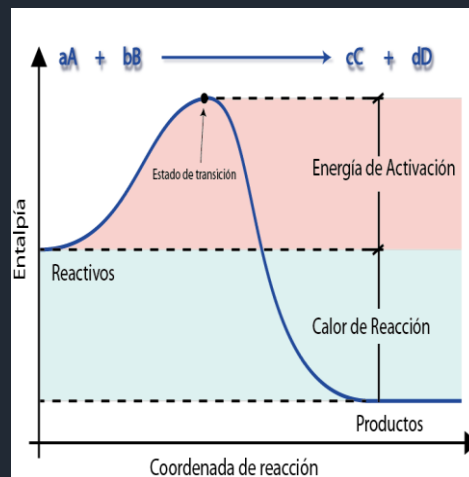 aA + bB cC + dD
Energía de Activación
Estado de transición
Entalpía
Reactivos
Calor de Reacción
Productos
Coordenada de reacción